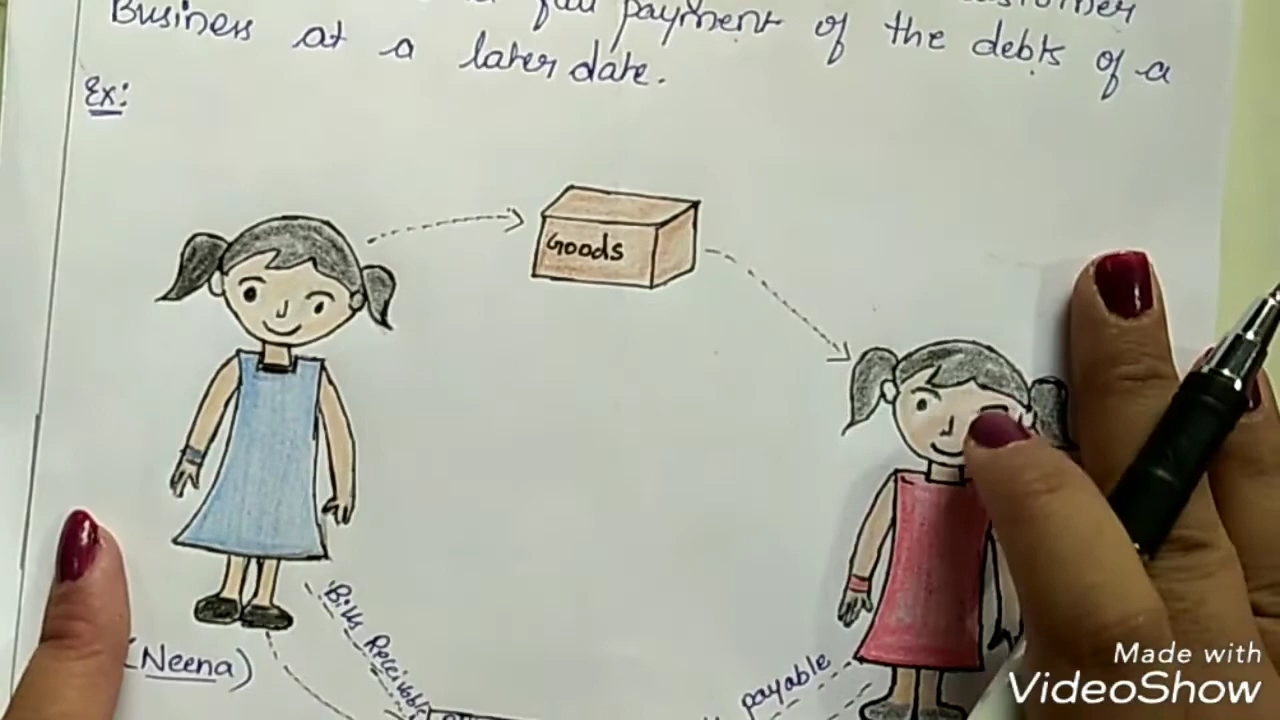 full payment of customer
Business at a later date. the debts of a
Ex:
Goods
Bills Receivable
payable
(Neena)
Made with
VideoShow